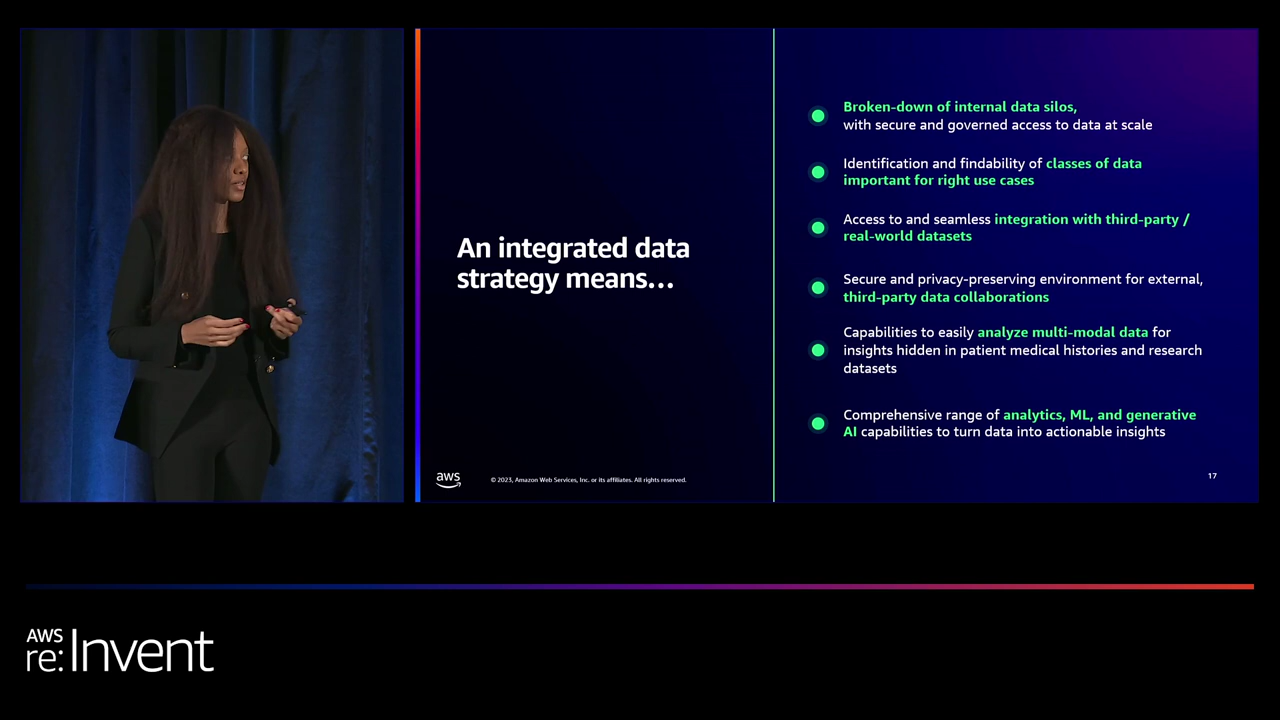 An integrated data
strategy means...
Broken-down of internal data silos,
with secure and governed access to data at scale
Identification and findability of classes of data
important for right use cases
Access to and seamless integration with third-party /
real-world datasets
Secure and privacy-preserving environment for external,
third-party data collaborations
Capabilities to easily analyze multi-modal data for
insights hidden in patient medical histories and research
datasets
Comprehensive range of analytics, ML, and generative
AI capabilities to turn data into actionable insights
aws
© 2023, Amazon Web Services, Inc. or its affiliates. All rights reserved.
17
AWS
re:Invent